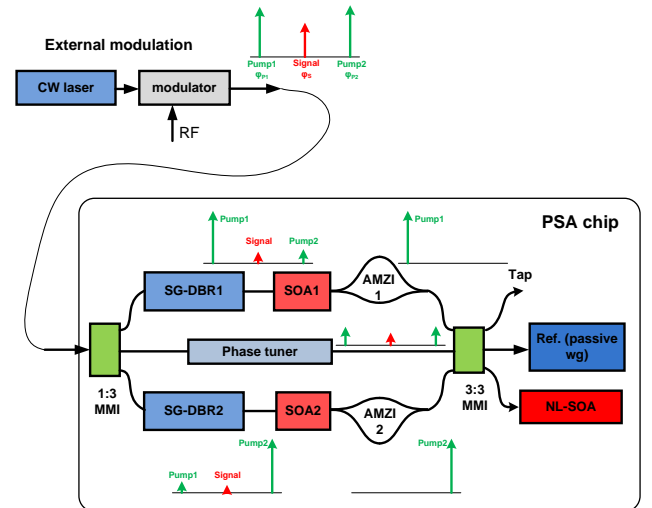 External modulation
Pump1
φP1
Signal
φS
Pump2
φP2
CW laser
modulator
RF
PSA chip
Pump1
Signal
Pump2
Pump1
SG-DBR1
SOA1
AMZI
1
Tap
Phase tuner
Ref. (passive
wg)
1:3
MMI
3:3
MMI
SG-DBR2
SOA2
AMZI
2
NL-SOA
Pump1
Signal
Pump2
Pump2